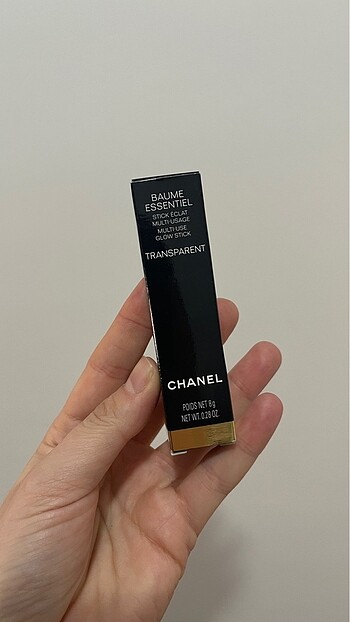 BAUME
ESSENTIEL
STICK ÉCLAT
MULTI-USAGE
MULTI-USE
GLOW STICK
TRANSPARENT
CHANEL
POIDS NET 8g
NET WT. 0.28 OZ.